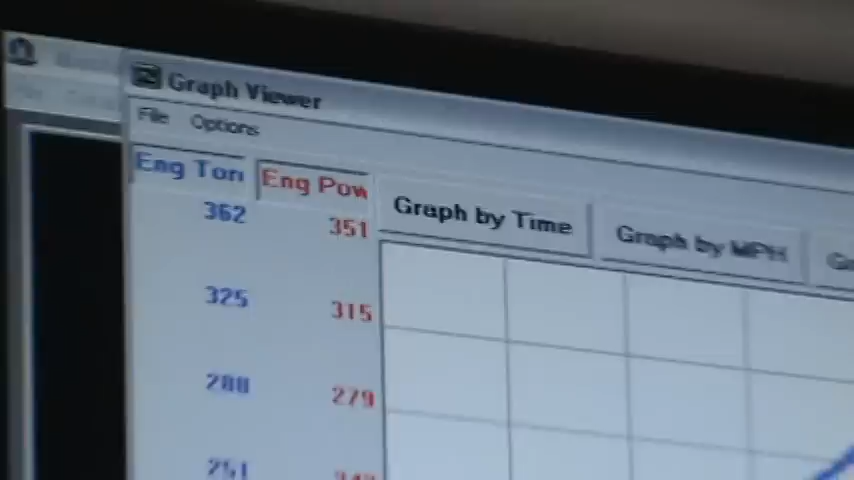 Graph Viewer
File Options
Eng Torr Eng Pow
Graph by Time Graph by MPH
362 351
325 315
288 279
251